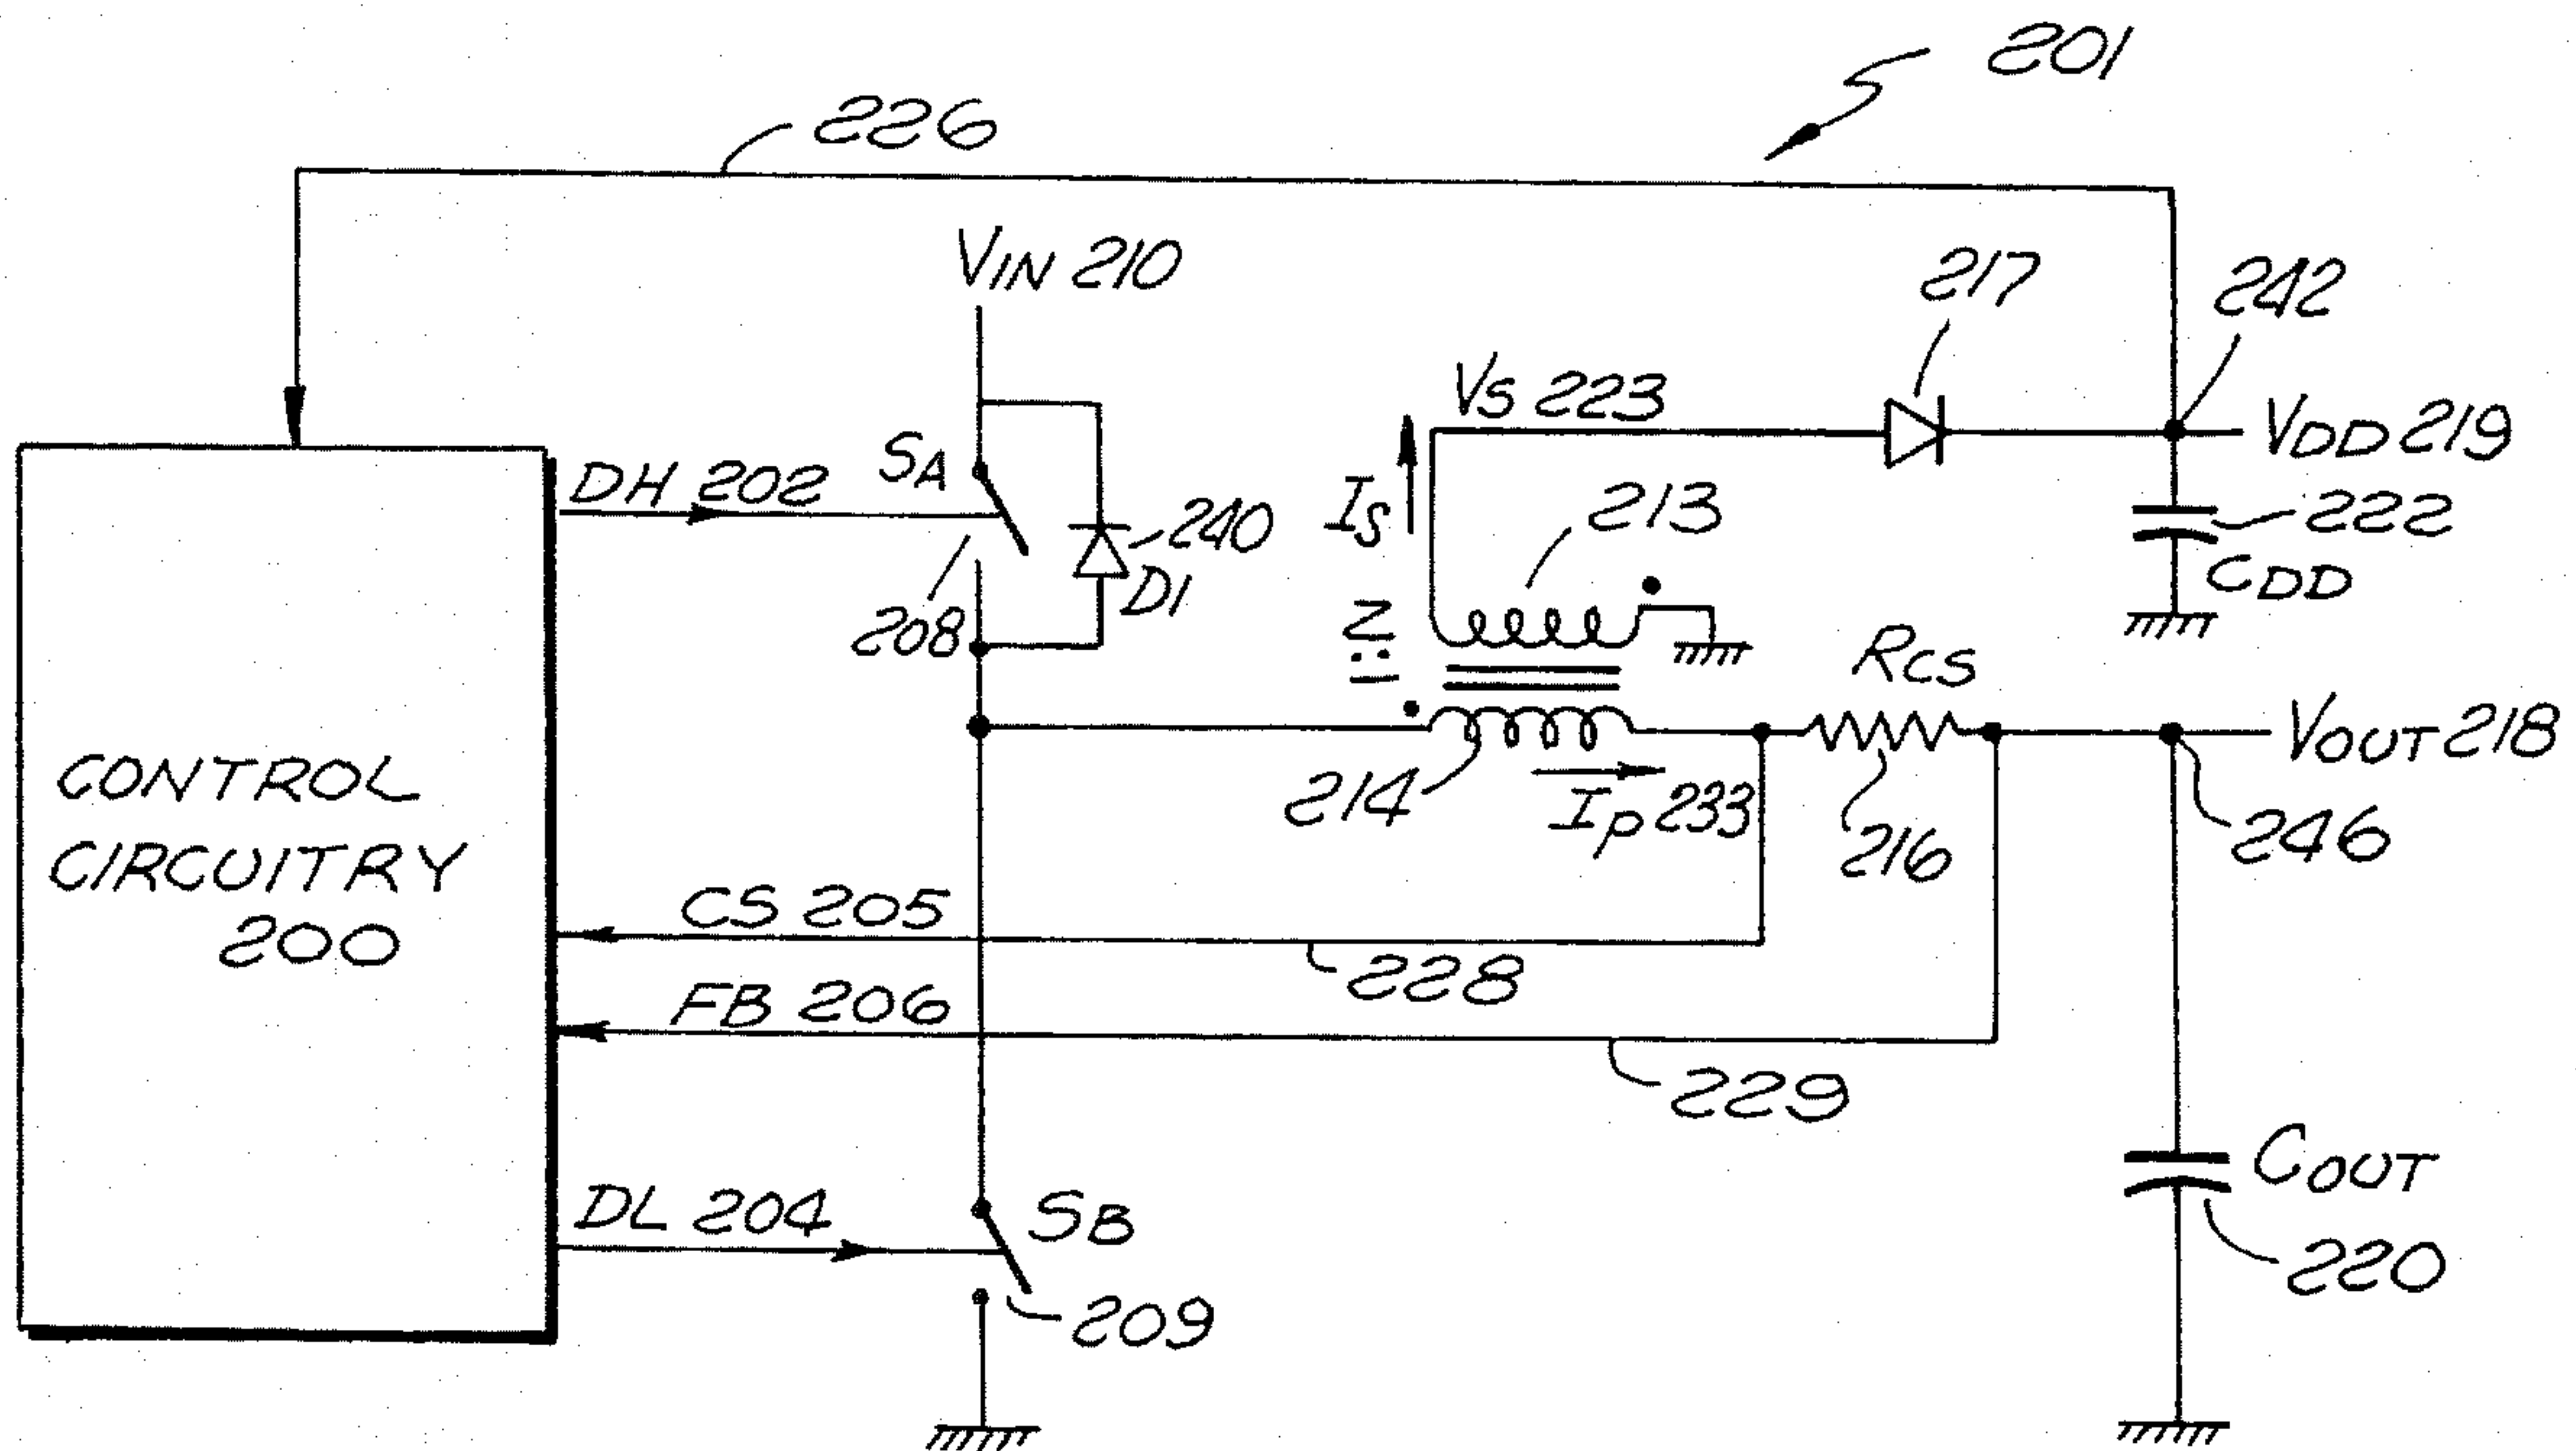 201
226
VIN 210
217
242
VS 223
VDD 219
SA
DH 202
IS
213
222
CDD
240
D1
208
1:N
RCS
VOUT 218
214
IP 233
216
246
CONTROL
CIRCUITRY
200
CS 205
228
FB 206
229
COUT
DL 204
SB
220
209